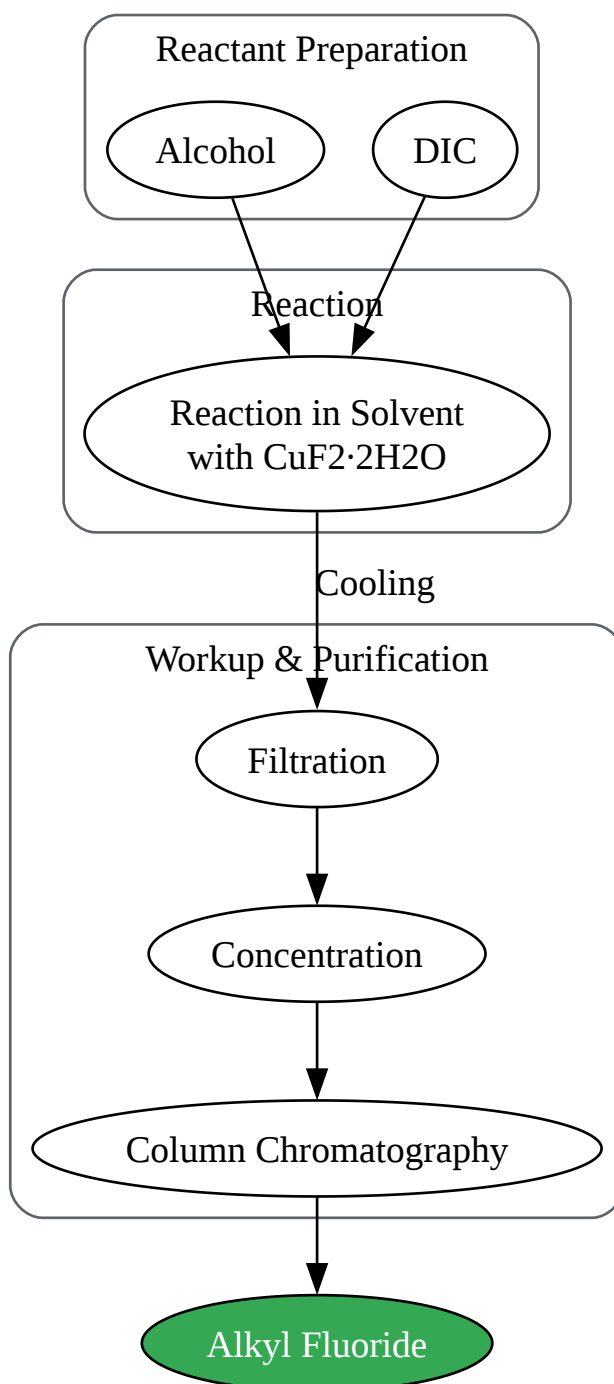 Reactant Preparation
Alcohol
DIC
Reaction
Reaction in Solvent
with CuF2·2H2O
Cooling
Workup & Purification
Filtration
Concentration
Column Chromatography
Alkyl Fluoride